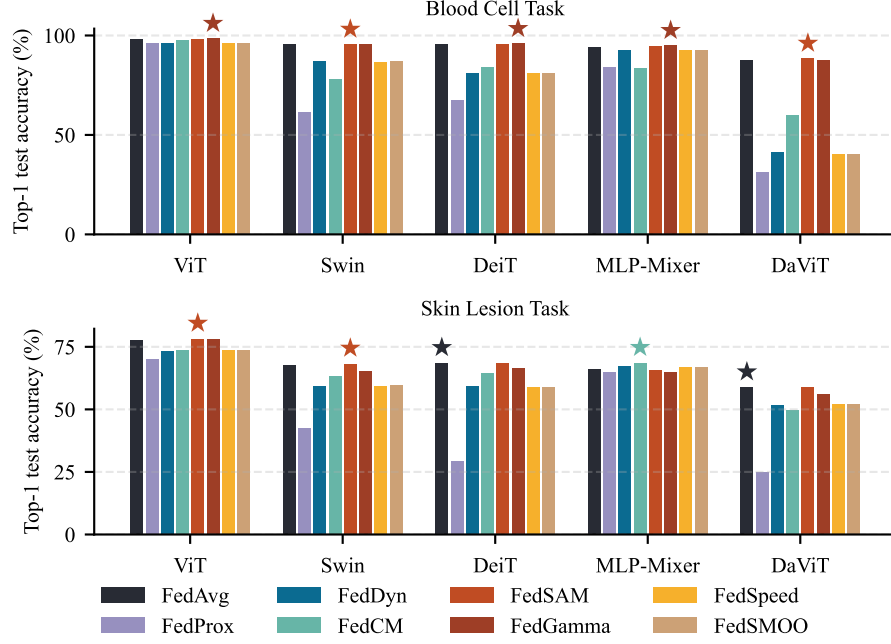 Blood Cell Task
Top-1 test accuracy (%)
100
50
0
ViT Swin DeiT MLP-Mixer DaViT
Skin Lesion Task
Top-1 test accuracy (%)
75
50
25
0
ViT Swin DeiT MLP-Mixer DaViT
FedAvg FedDyn FedSAM FedSpeed
FedProx FedCM FedGamma FedSMOO